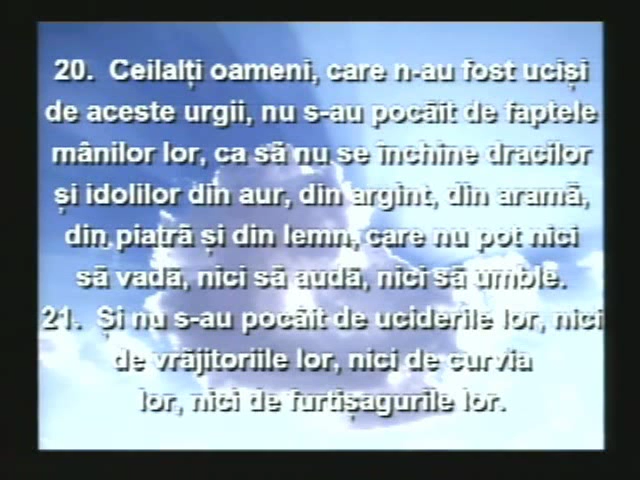 20. Ceilalți oameni, care n-au fost uciși
de aceste urgii, nu s-au pocăit de faptele
mânilor lor, ca să nu se închine dracilor
și idolilor din aur, din argint, din aramă,
din piatră și din lemn, care nu pot nici
să vadă, nici să audă, nici să umble.
21. Și nu s-au pocăit de uciderile lor, nici
de vrăjitoriile lor, nici de curvia
lor, nici de furtișagurile lor.